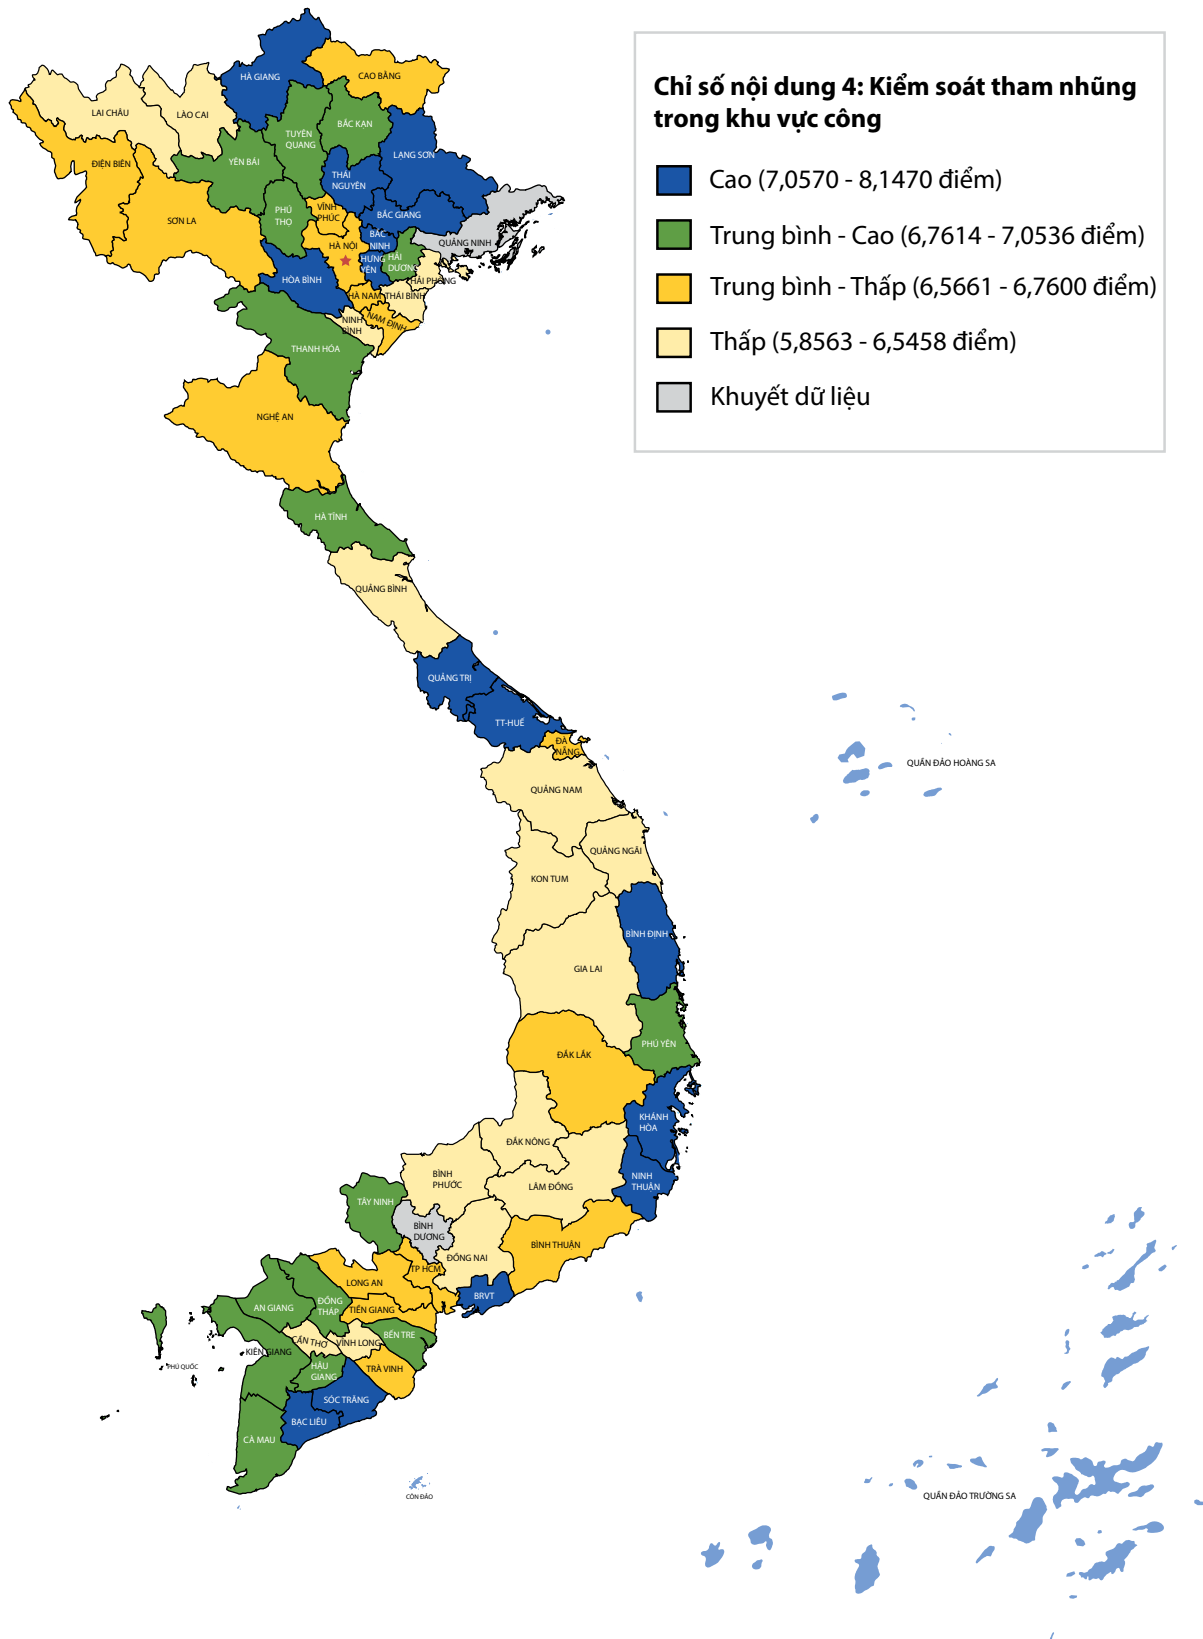 Chỉ số nội dung 4: Kiểm soát tham nhũng
trong khu vực công
Cao (7,0570 - 8,1470 điểm)
Trung bình - Cao (6,7614 - 7,0536 điểm)
Trung bình - Thấp (6,5661 - 6,7600 điểm)
Thấp (5,8563 - 6,5458 điểm)
Khuyết dữ liệu
HÀ GIANG
CAO BẰNG
LAI CHÂU
LÀO CAI
BẮC KẠN
TUYÊN
QUANG
LẠNG SƠN
ĐIỆN BIÊN
YÊN BÁI
THÁI
NGUYÊN
SƠN LA
PHÚ
THỌ
VĨNH
PHÚC
BẮC GIANG
BẮC
NINH
QUẢNG NINH
HÀ NỘI
HƯNG
YÊN
HẢI
DƯƠNG
HÒA BÌNH
HẢI PHÒNG
HÀ NAM
THÁI BÌNH
NAM ĐỊNH
NINH
BÌNH
THANH HÓA
NGHỆ AN
HÀ TĨNH
QUẢNG BÌNH
QUẢNG TRỊ
TT-HUẾ
ĐÀ
NẴNG
QUẦN ĐẢO HOÀNG SA
QUẢNG NAM
QUẢNG NGÃI
KON TUM
BÌNH ĐỊNH
GIA LAI
PHÚ YÊN
ĐẮK LẮK
KHÁNH
HÒA
ĐẮK NÔNG
BÌNH
PHƯỚC
LÂM ĐỒNG
NINH
THUẬN
TÂY NINH
BÌNH
DƯƠNG
BÌNH THUẬN
ĐỒNG NAI
TP HCM
LONG AN
BRVT
AN GIANG
ĐỒNG
THÁP
TIỀN GIANG
BẾN TRE
CẦN THƠ
VĨNH LONG
KIÊN GIANG
PHÚ QUỐC
HẬU
GIANG
TRÀ VINH
SÓC TRĂNG
BẠC LIÊU
CÀ MAU
CÔN ĐẢO
QUẦN ĐẢO TRƯỜNG SA